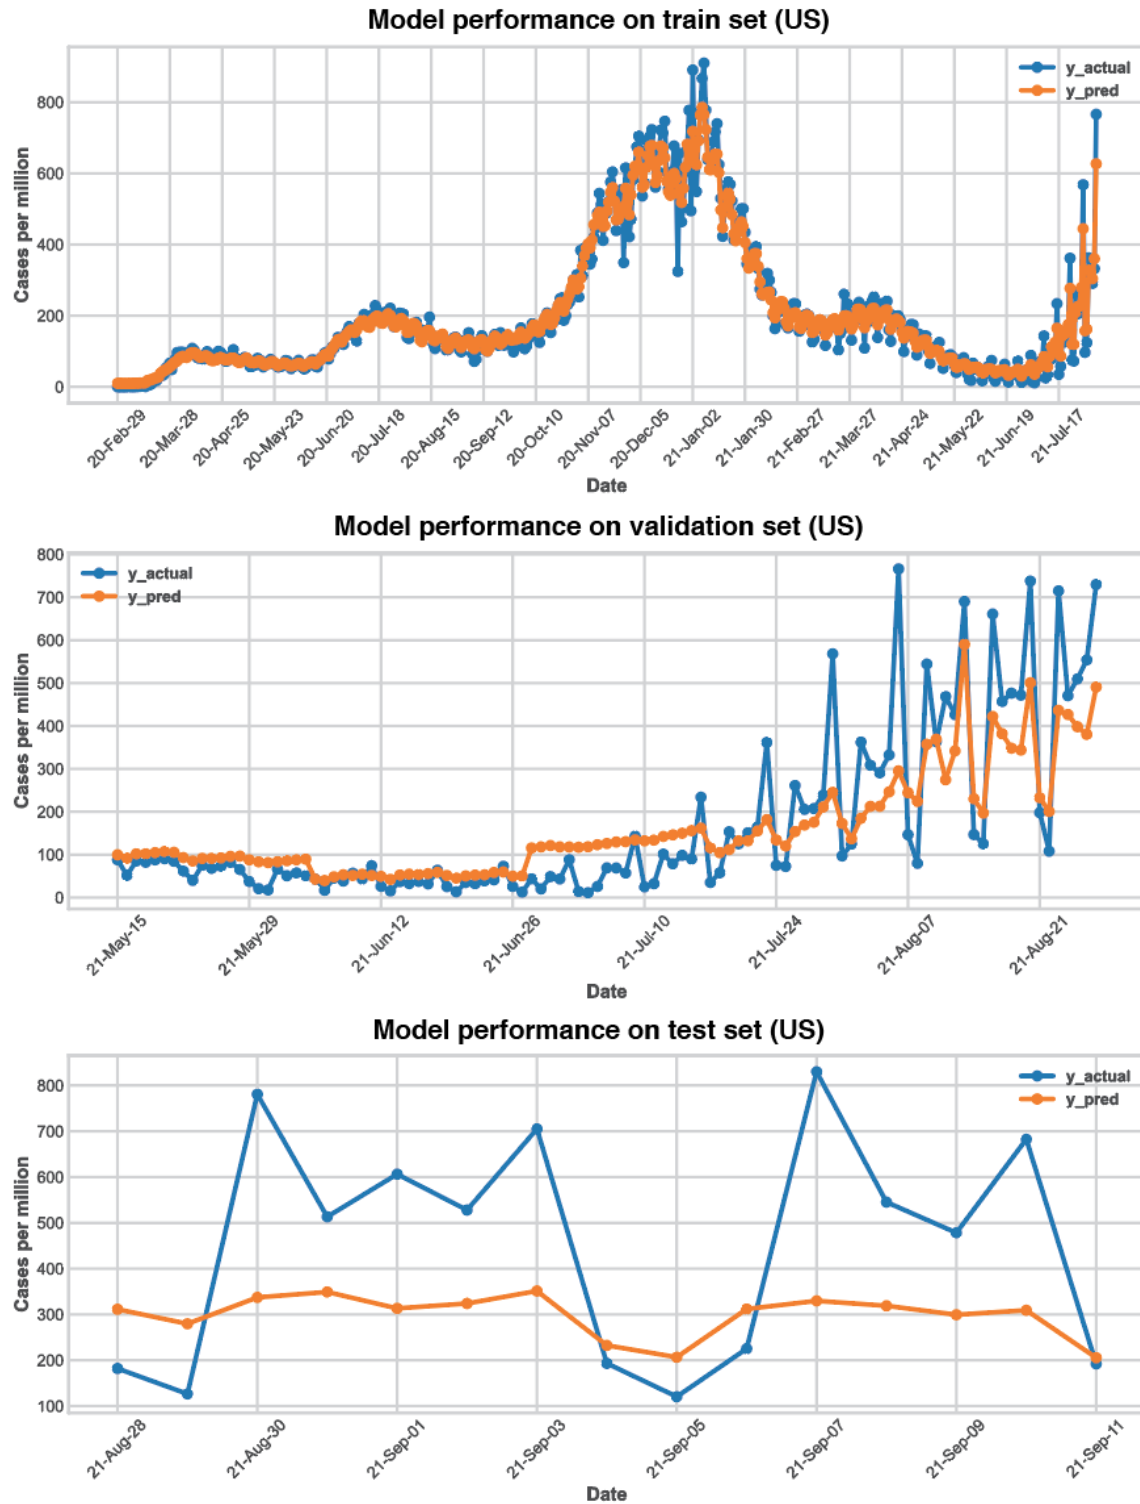 Model performance on train set (US)
y_actual
y_pred
Cases per million
800
600
400
200
0
20-Feb-29
20-Mar-28
20-Apr-25
20-May-23
20-Jun-20
20-Jul-18
20-Aug-15
20-Sep-12
20-Oct-10
20-Nov-07
20-Dec-05
21-Jan-02
21-Jan-30
21-Feb-27
21-Mar-27
21-Apr-24
21-May-22
21-Jun-19
21-Jul-17
Date
Model performance on validation set (US)
y_actual
y_pred
Cases per million
800
700
600
500
400
300
200
100
0
21-May-15
21-May-29
21-Jun-12
21-Jun-26
21-Jul-10
21-Jul-24
21-Aug-07
21-Aug-21
Date
Model performance on test set (US)
y_actual
y_pred
Cases per million
800
700
600
500
400
300
200
100
21-Aug-28
21-Aug-30
21-Sep-01
21-Sep-03
21-Sep-05
21-Sep-07
21-Sep-09
21-Sep-11
Date